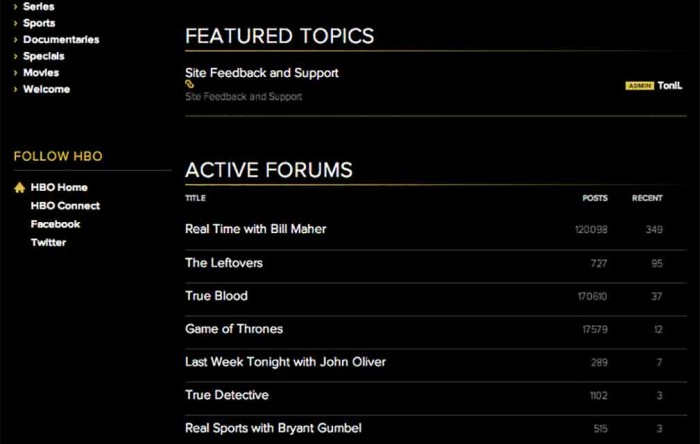 Series
Sports
Documentaries
Specials
Movies
Welcome
FOLLOW HBO
HBO Home
HBO Connect
Facebook
Twitter
FEATURED TOPICS
Site Feedback and Support
Site Feedback and Support
ADMIN ToniL
ACTIVE FORUMS
TITLE POSTS RECENT
Real Time with Bill Maher 120098 349
The Leftovers 727 95
True Blood 170610 37
Game of Thrones 17579 12
Last Week Tonight with John Oliver 289 7
True Detective 1102 3
Real Sports with Bryant Gumbel 515 3